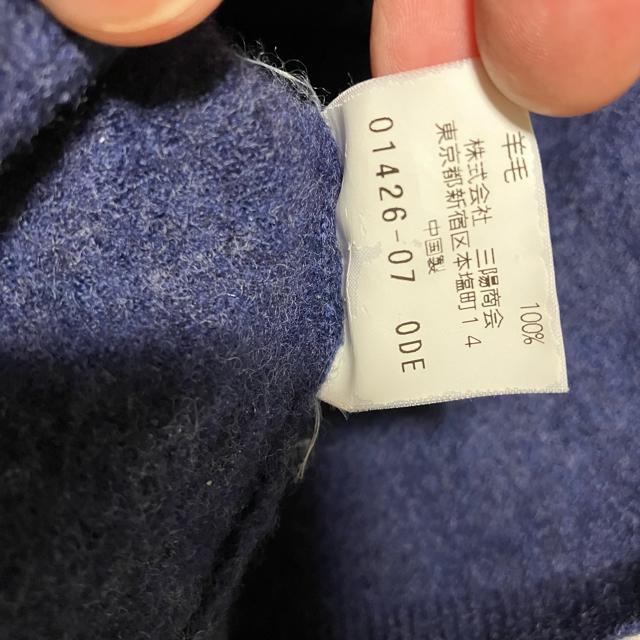 羊毛 100%
株式会社 三陽商会
東京都新宿区本塩町14
中国製
01426-07 ODE